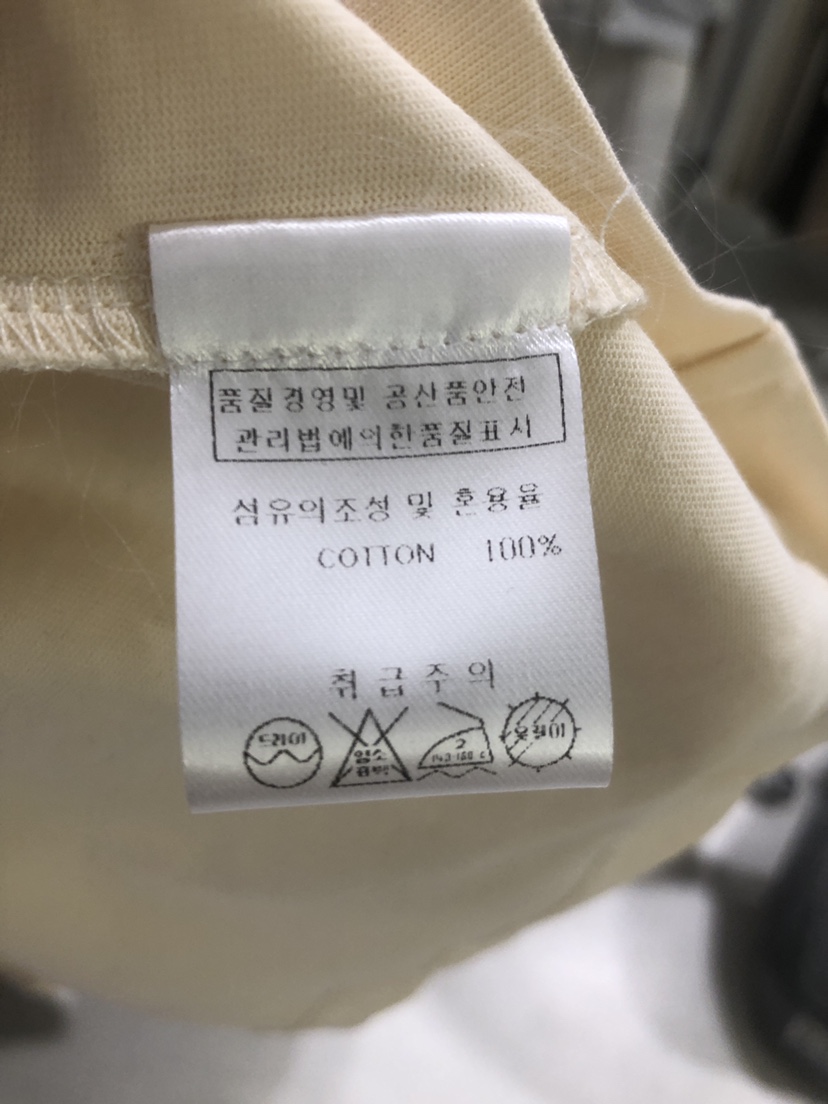 품질경영및 공산품안전
관리법에의한품질표시
섬유의조성 및 혼용율
COTTON 100%
취급주의
드라이
염소
표백
2
140-160℃
옷걸이